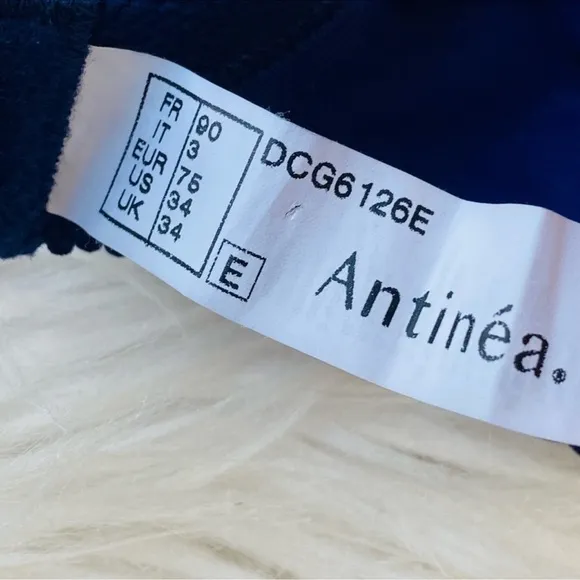 FR 90
IT 3
EUR 75
US 34
UK 34
E
DCG6126E
Antinéa.